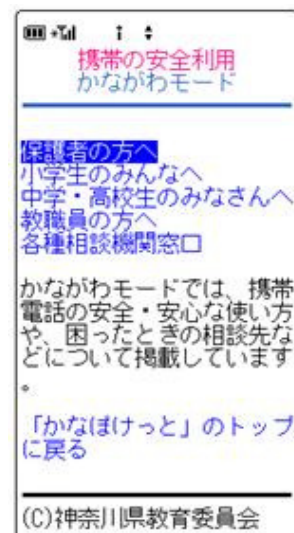 携帯の安全利用
かながわモード
保護者の方へ
小学生のみんなへ
中学・高校生のみなさんへ
教職員の方へ
各種相談機関窓口
かながわモードでは、携帯
電話の安全・安心な使い方
や、困ったときの相談先な
どについて掲載しています
。
「かなぽけっと」のトップ
に戻る
(C)神奈川県教育委員会